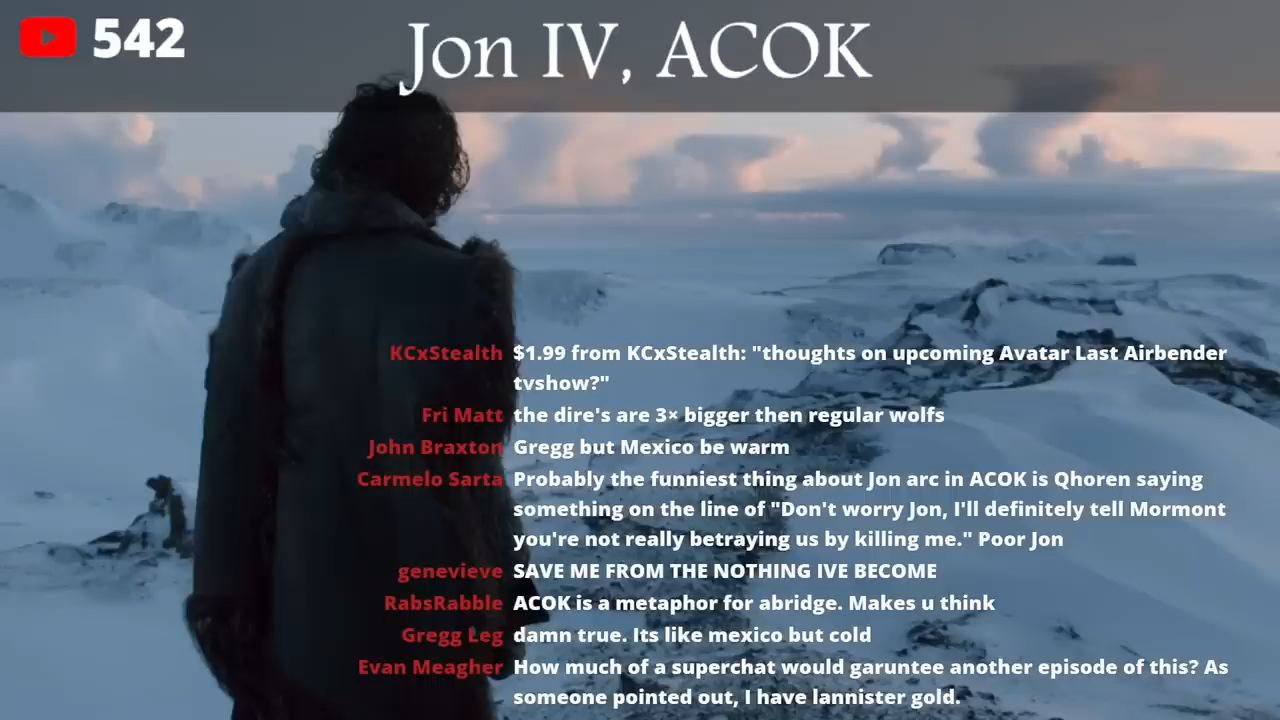 542
Jon IV, ACOK
KCxStealth $1.99 from KCxStealth: "thoughts on upcoming Avatar Last Airbender
tvshow?"
Fri Matt the dire's are 3× bigger then regular wolfs
John Braxton Gregg but Mexico be warm
Carmelo Sarta Probably the funniest thing about Jon arc in ACOK is Qhoren saying
something on the line of "Don't worry Jon, I'll definitely tell Mormont
you're not really betraying us by killing me." Poor Jon
genevieve SAVE ME FROM THE NOTHING IVE BECOME
RabsRabble ACOK is a metaphor for abridge. Makes u think
Gregg Leg damn true. Its like mexico but cold
Evan Meagher How much of a superchat would garuntee another episode of this? As
someone pointed out, I have lannister gold.